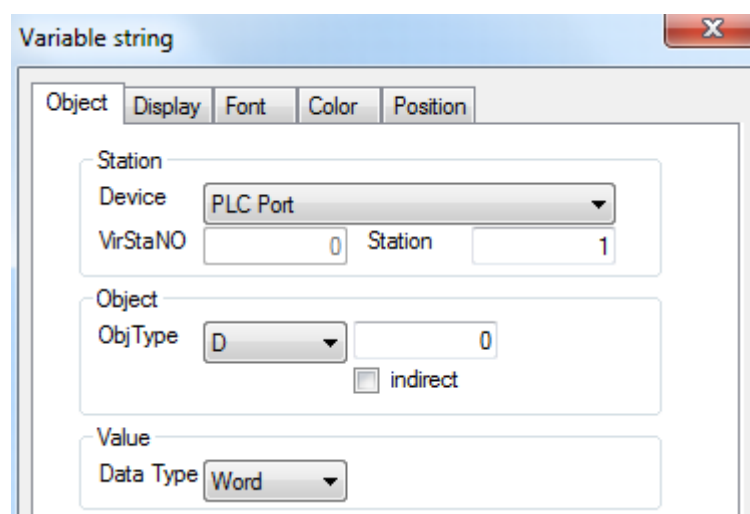 Variable string
Object Display Font Color Position
Station
Device PLC Port
VirStaNO 0 Station 1
Object
ObjType D 0
indirect
Value
Data Type Word